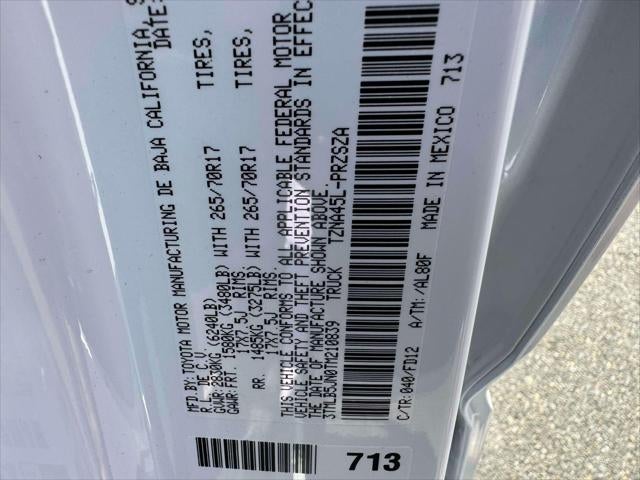 MFD.BY:TOYOTA MOTOR MANUFACTURING DE BAJA CALIFORNIA, S
R.L. DE C.V. DATE:
GVWR:2830KG (6240LB)
GAWR:FRT. 1580KG (3480LB) WITH 265/70R17 TIRES,
17X7.5J RIMS.
RR. 1485KG (3275LB) WITH 265/70R17 TIRES,
17X7.5J RIMS.
THIS VEHICLE CONFORMS TO ALL APPLICABLE FEDERAL MOTOR
VEHICLE SAFETY AND THEFT PREVENTION STANDARDS IN EFFEC
THE DATE OF MANUFACTURE SHOWN ABOVE.
3TMLB5JN0TM210839 TRUCK TZNA45L-PRZSZA
C/TR:040/FD12 A/TM:/AL80F MADE IN MEXICO 713
713